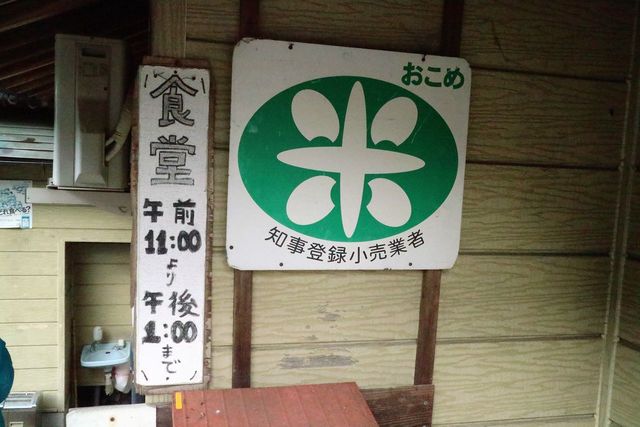 食堂
午前
11:00
より
午後
1:00
まで
おこめ
米
知事登録小売業者